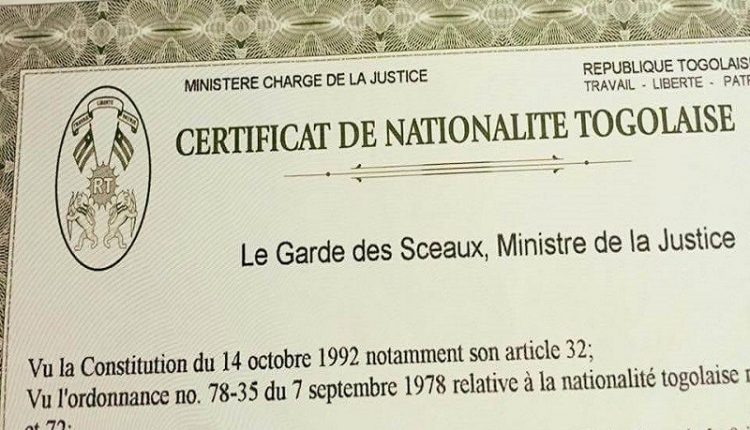 MINISTERE CHARGE DE LA JUSTICE
REPUBLIQUE TOGOLAISE
TRAVAIL - LIBERTE - PATR
CERTIFICAT DE NATIONALITE TOGOLAISE
RT
Le Garde des Sceaux, Ministre de la Justice
Vu la Constitution du 14 octobre 1992 notamment son article 32;
Vu l'ordonnance no. 78-35 du 7 septembre 1978 relative à la nationalité togolaise
et 72;